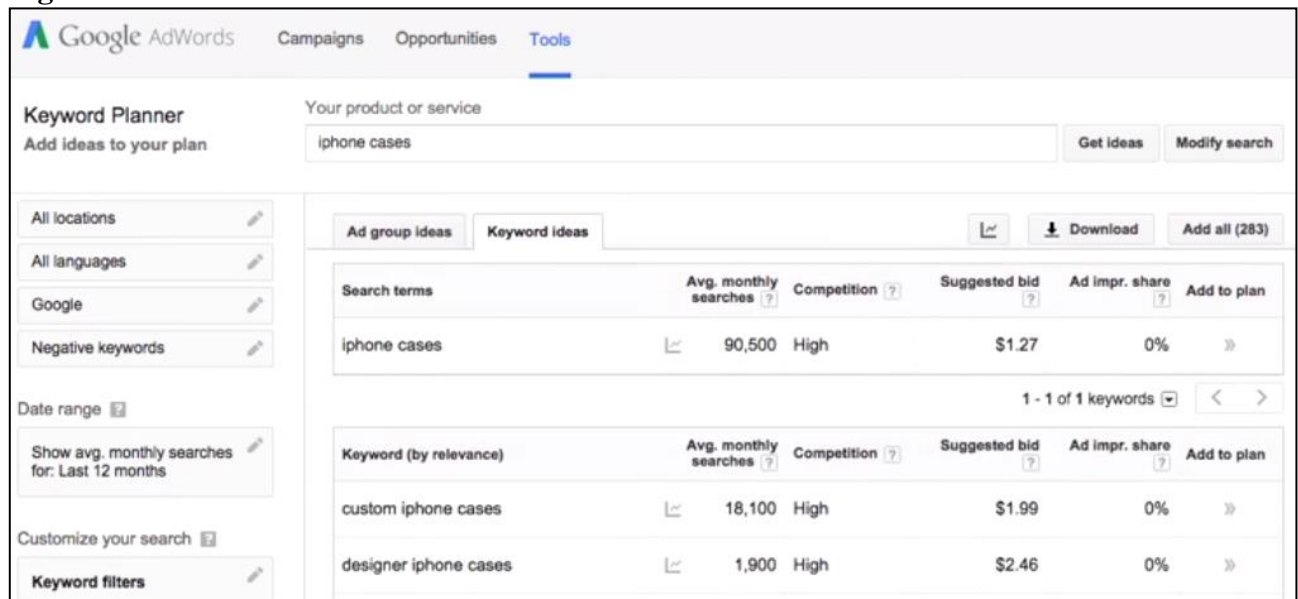 Google AdWords Campaigns Opportunities Tools
Keyword Planner
Add ideas to your plan
Your product or service
iphone cases
Get ideas Modify search
All locations
All languages
Google
Negative keywords
Date range ?
Show avg. monthly searches
for: Last 12 months
Customize your search ?
Keyword filters
Ad group ideas Keyword ideas Download Add all (283)
Search terms Avg. monthly searches ? Competition ? Suggested bid ? Ad impr. share ? Add to plan
iphone cases 90,500 High $1.27 0% »
1 - 1 of 1 keywords < >
Keyword (by relevance) Avg. monthly searches ? Competition ? Suggested bid ? Ad impr. share ? Add to plan
custom iphone cases 18,100 High $1.99 0% »
designer iphone cases 1,900 High $2.46 0% »